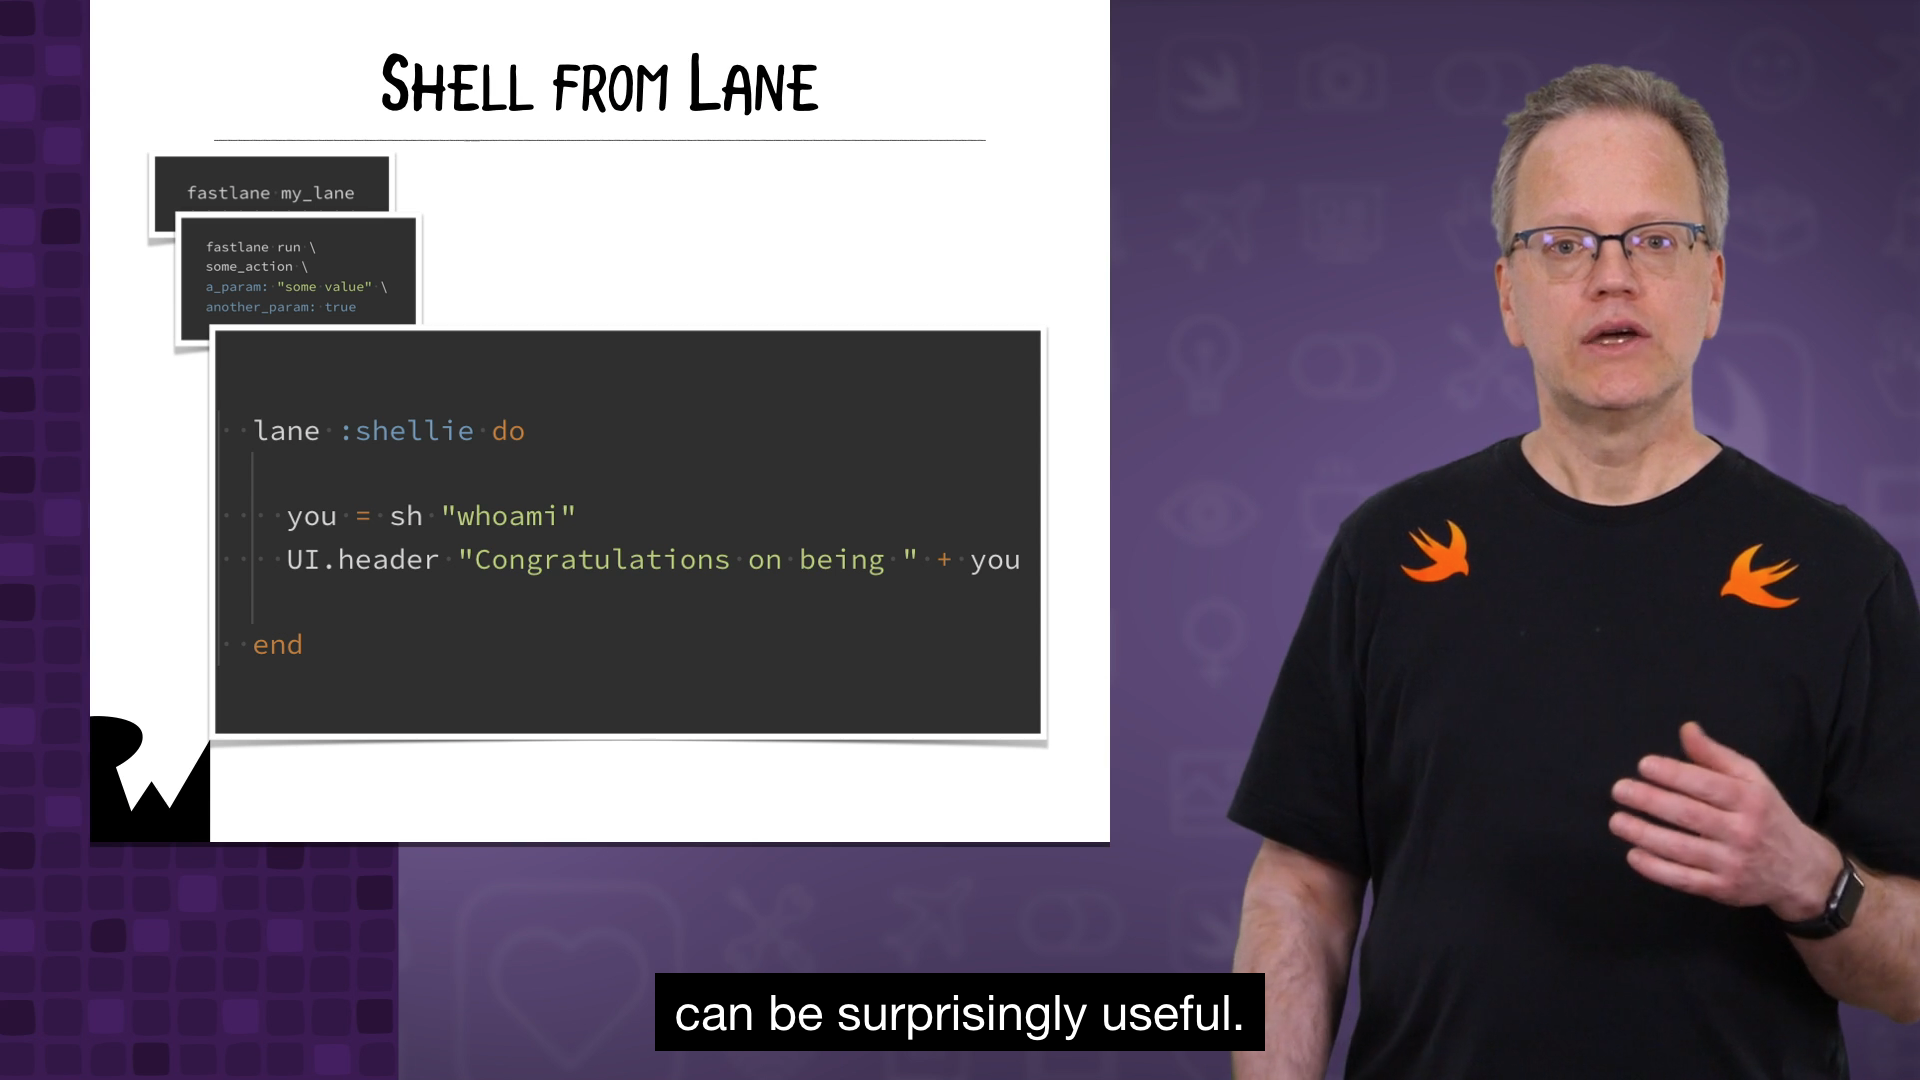 SHELL FROM LANE
fastlane my_lane
fastlane run \
some_action \
a_param: "some value" \
another_param: true
lane :shellie do
you = sh "whoami"
UI.header "Congratulations on being " + you
end
RW
can be surprisingly useful.